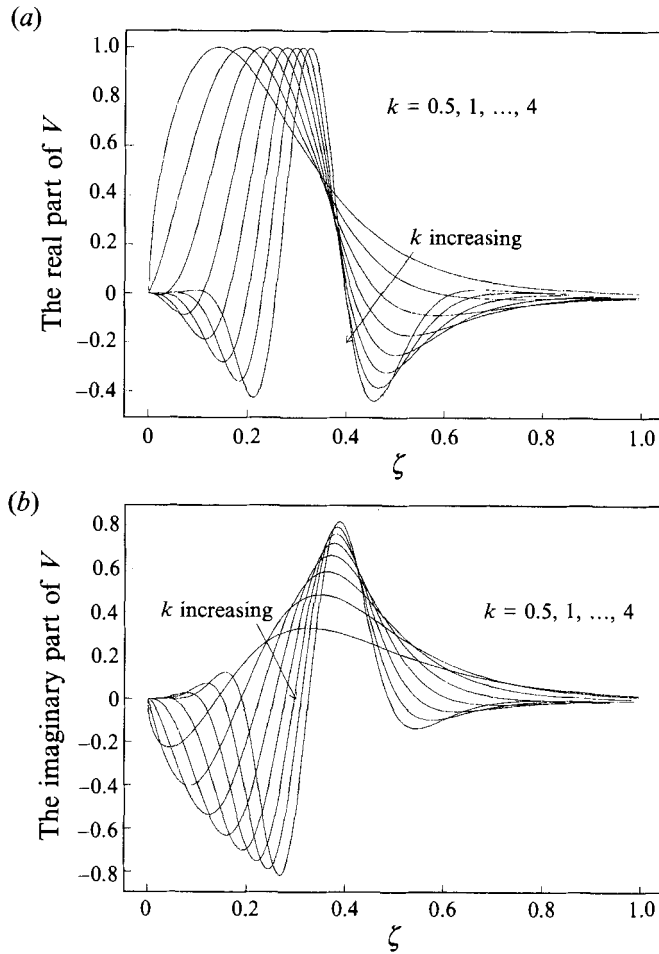 (a)
The real part of V
1.0
0.8
0.6
0.4
0.2
0
−0.2
−0.4
k = 0.5, 1, ..., 4
k increasing
0 0.2 0.4 0.6 0.8 1.0
ζ
(b)
The imaginary part of V
0.8
0.6
0.4
0.2
0
−0.2
−0.4
−0.6
−0.8
k increasing
k = 0.5, 1, ..., 4
0 0.2 0.4 0.6 0.8 1.0
ζ